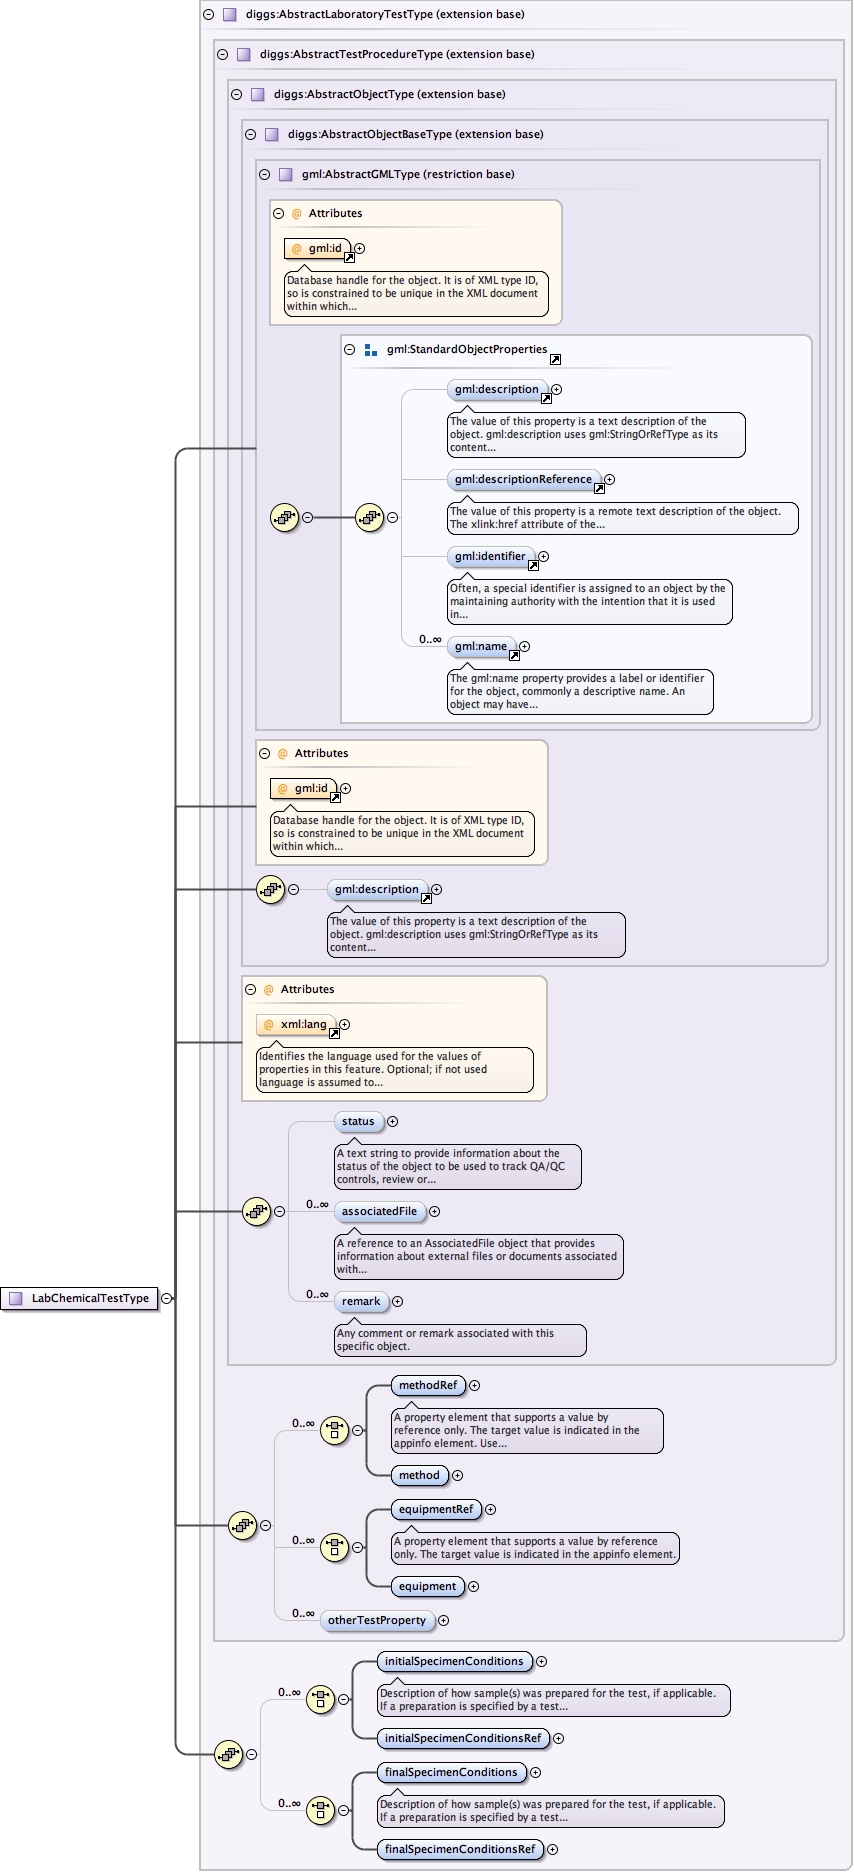 diggs:AbstractLaboratoryTestType (extension base)
diggs:AbstractTestProcedureType (extension base)
diggs:AbstractObjectType (extension base)
diggs:AbstractObjectBaseType (extension base)
gml:AbstractGMLType (restriction base)
@ Attributes
@ gml:id
Database handle for the object. It is of XML type ID,
so is constrained to be unique in the XML document
within which...
gml:StandardObjectProperties
gml:description
The value of this property is a text description of the
object. gml:description uses gml:StringOrRefType as its
content...
gml:descriptionReference
The value of this property is a remote text description of the object.
The xlink:href attribute of the...
gml:identifier
Often, a special identifier is assigned to an object by the
maintaining authority with the intention that it is used
in...
0..∞
gml:name
The gml:name property provides a label or identifier
for the object, commonly a descriptive name. An
object may have...
@ Attributes
@ gml:id
Database handle for the object. It is of XML type ID,
so is constrained to be unique in the XML document
within which...
gml:description
The value of this property is a text description of the
object. gml:description uses gml:StringOrRefType as its
content...
@ Attributes
@ xml:lang
Identifies the language used for the values of
properties in this feature. Optional; if not used
language is assumed to...
status
A text string to provide information about the
status of the object to be used to track QA/QC
controls, review or...
0..∞
associatedFile
A reference to an AssociatedFile object that provides
information about external files or documents associated
with...
0..∞
remark
Any comment or remark associated with this
specific object.
LabChemicalTestType
0..∞
methodRef
A property element that supports a value by
reference only. The target value is indicated in the
appinfo element. Use...
method
0..∞
equipmentRef
A property element that supports a value by reference
only. The target value is indicated in the appinfo element.
equipment
0..∞
otherTestProperty
0..∞
initialSpecimenConditions
Description of how sample(s) was prepared for the test, if applicable.
If a preparation is specified by a test...
initialSpecimenConditionsRef
0..∞
finalSpecimenConditions
Description of how sample(s) was prepared for the test, if applicable.
If a preparation is specified by a test...
finalSpecimenConditionsRef